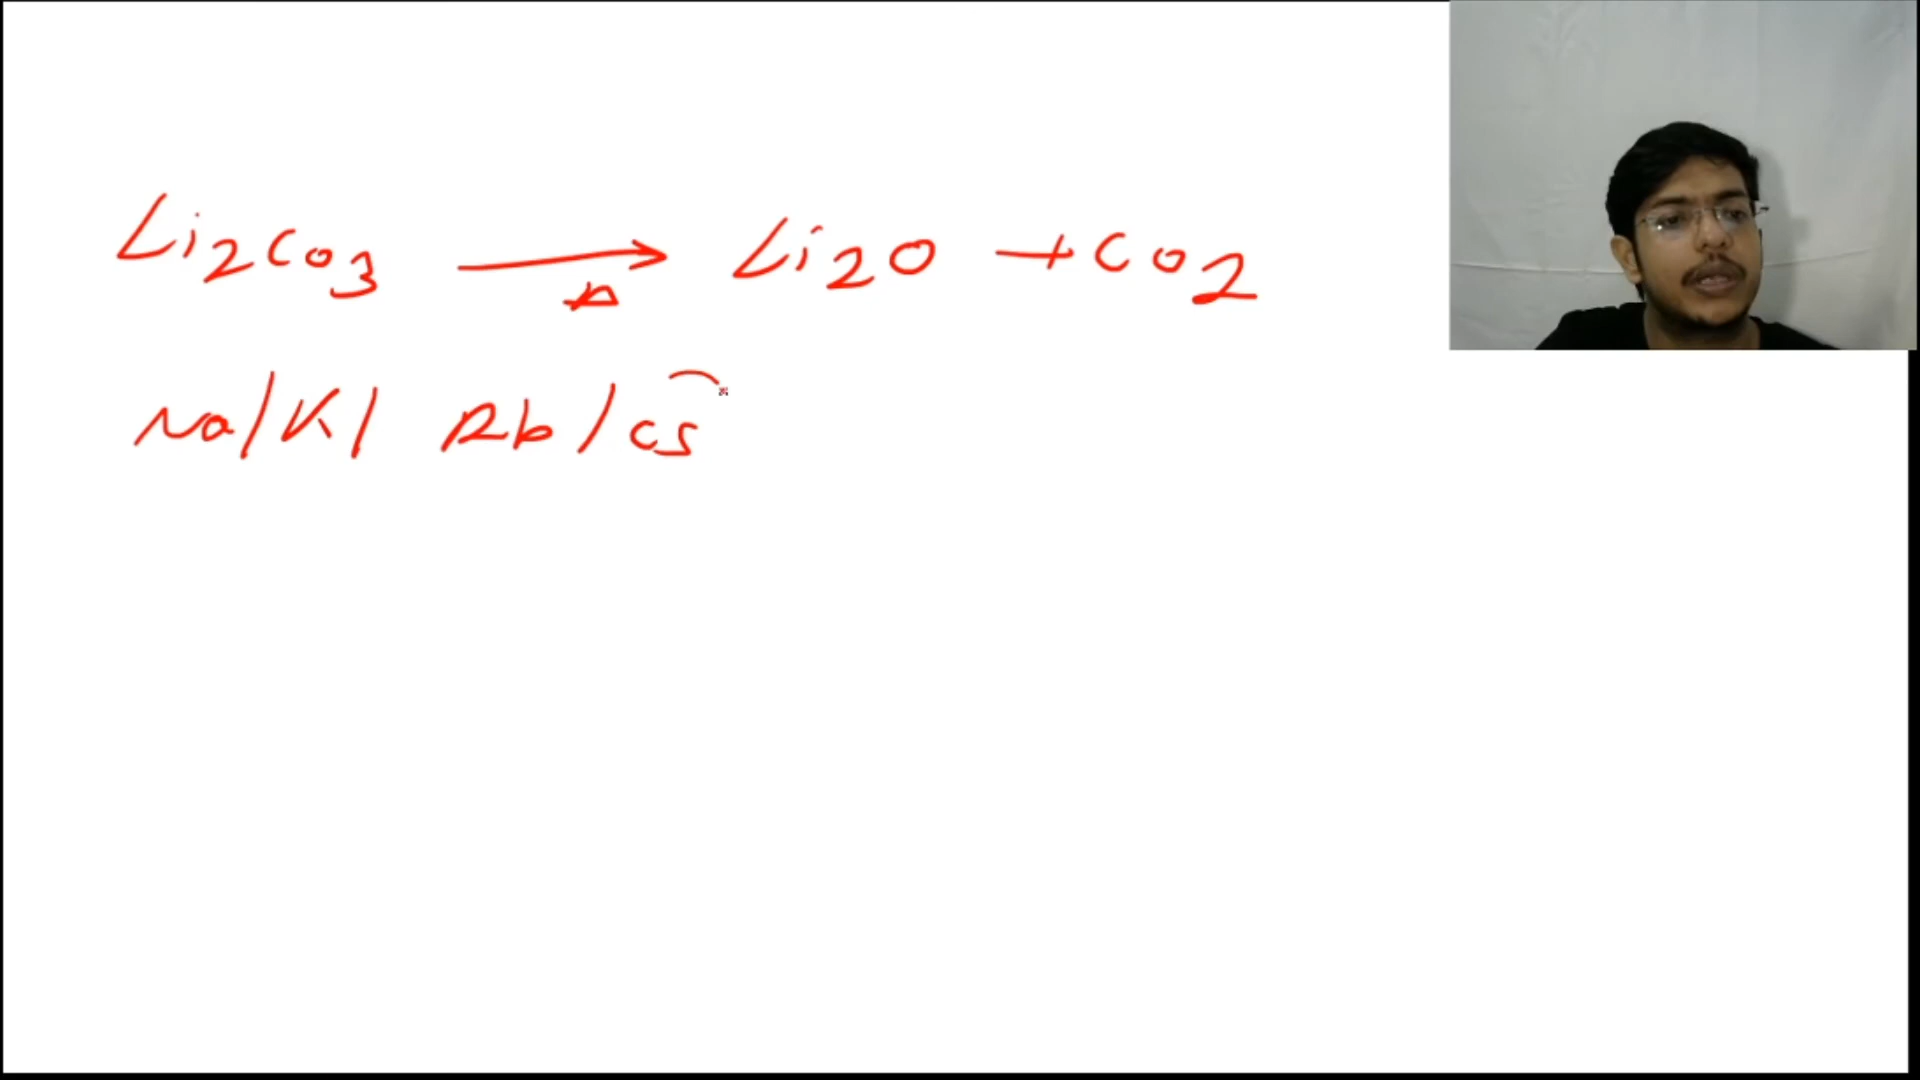 Li2CO3 → Δ Li2O + CO2
Na/K/ Rb/Cs